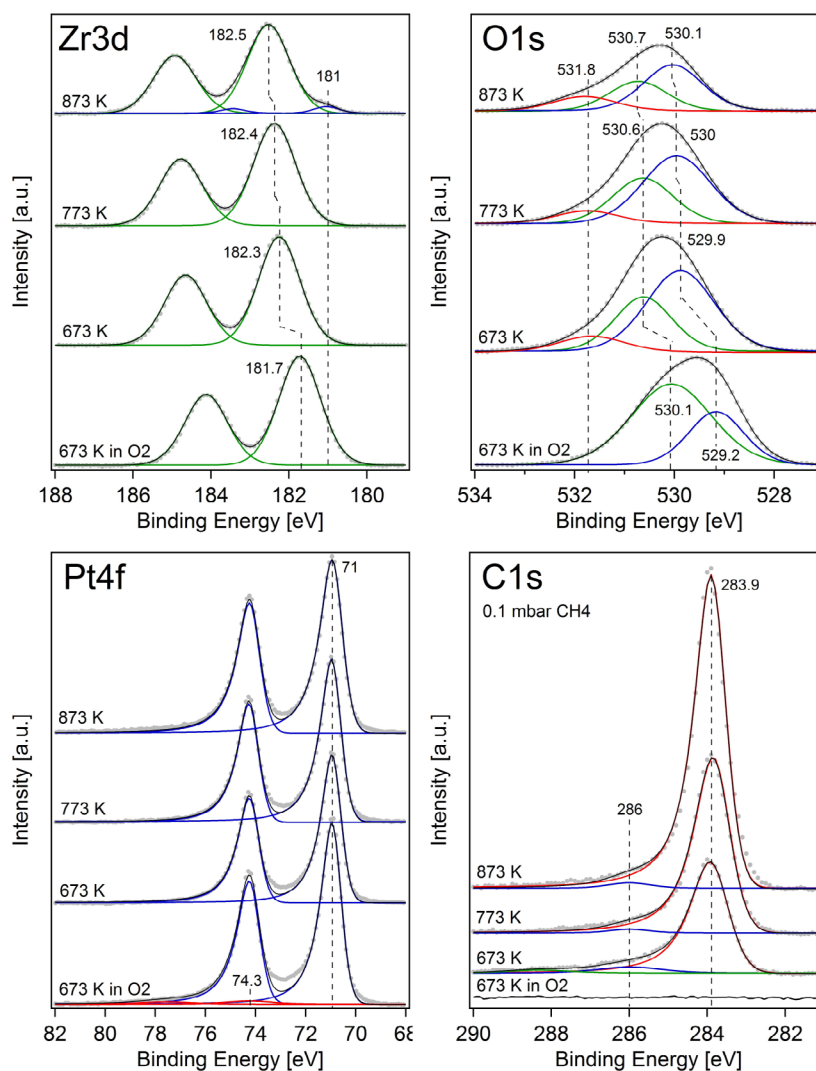 Zr3d
182.5
181
873 K
182.4
773 K
182.3
673 K
181.7
673 K in O2
188 186 184 182 180
Binding Energy [eV]
Intensity [a.u.]
O1s
530.7
530.1
531.8
873 K
530.6
530
773 K
529.9
673 K
530.1
673 K in O2
529.2
534 532 530 528
Binding Energy [eV]
Intensity [a.u.]
Pt4f
71
873 K
773 K
673 K
673 K in O2
74.3
82 80 78 76 74 72 70 68
Binding Energy [eV]
Intensity [a.u.]
C1s
283.9
0.1 mbar CH4
286
873 K
773 K
673 K
673 K in O2
290 288 286 284 282
Binding Energy [eV]
Intensity [a.u.]